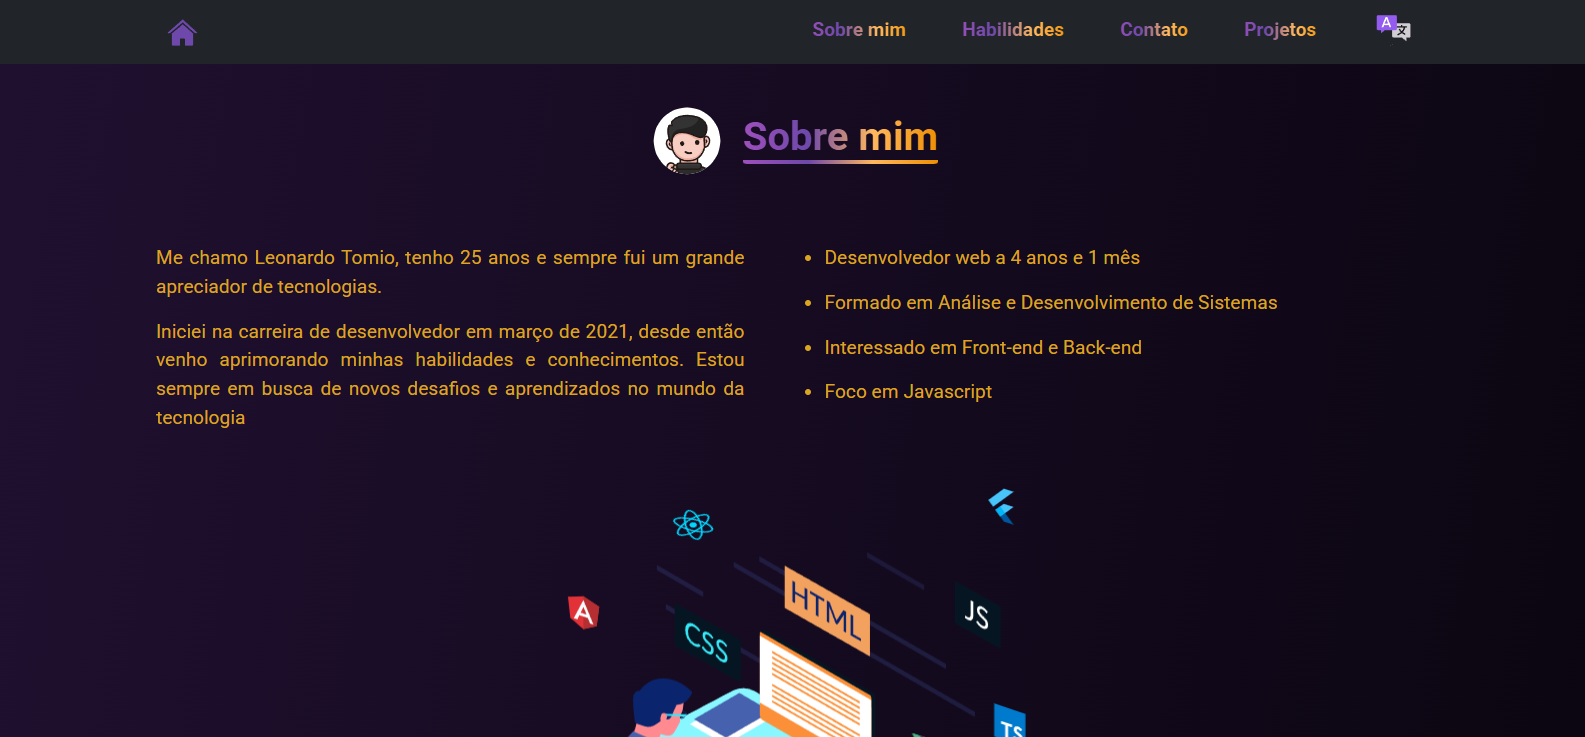 Sobre mim
Habilidades
Contato
Projetos
A 文
Sobre mim
Me chamo Leonardo Tomio, tenho 25 anos e sempre fui um grande
apreciador de tecnologias.
Iniciei na carreira de desenvolvedor em março de 2021, desde então
venho aprimorando minhas habilidades e conhecimentos. Estou
sempre em busca de novos desafios e aprendizados no mundo da
tecnologia
Desenvolvedor web a 4 anos e 1 mês
Formado em Análise e Desenvolvimento de Sistemas
Interessado em Front-end e Back-end
Foco em Javascript
HTML
JS
A
CSS
TS